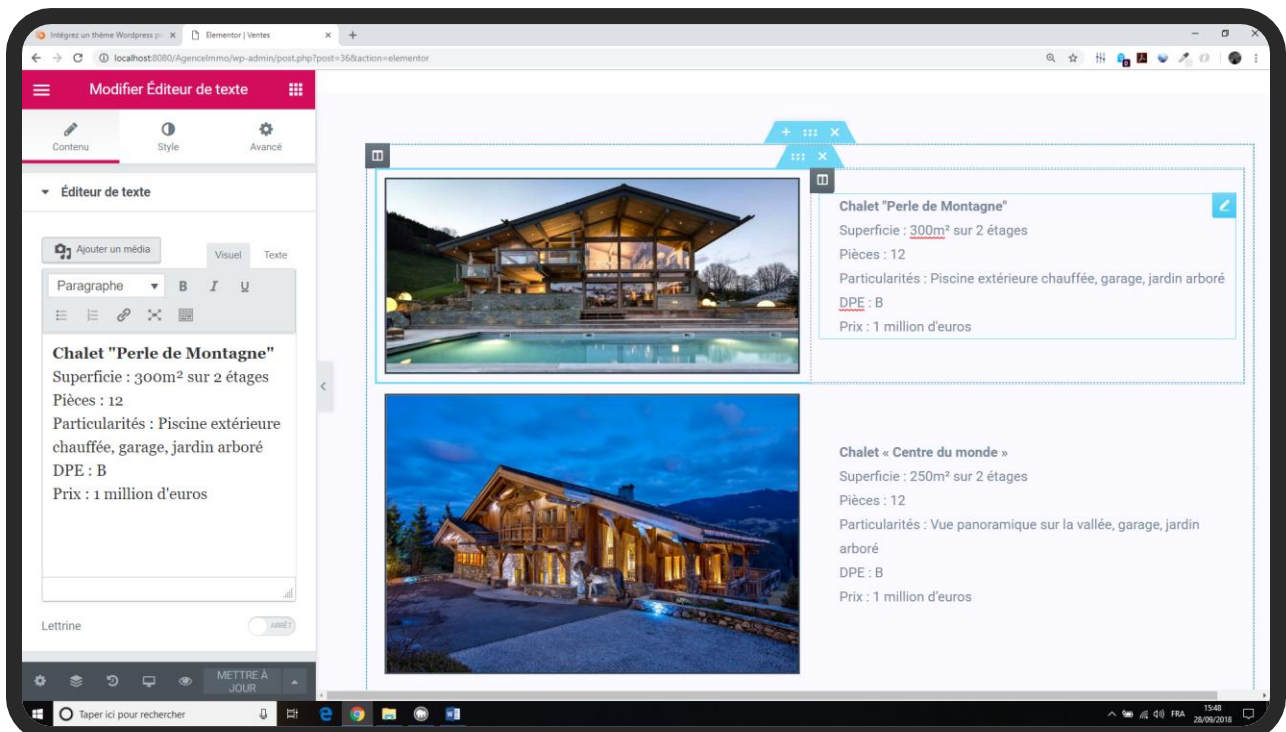 Intégrez un thème Wordpress p
Elementor | Ventes
localhost:8080/AgenceImmo/wp-admin/post.php?post=36&action=elementor
Modifier Éditeur de texte
Contenu
Style
Avancé
Éditeur de texte
Ajouter un média
Visuel
Texte
Paragraphe
B
I
U
Chalet "Perle de Montagne"
Superficie : 300m² sur 2 étages
Pièces : 12
Particularités : Piscine extérieure
chauffée, garage, jardin arboré
DPE : B
Prix : 1 million d'euros
Lettrine
ARRÊT
METTRE À
JOUR
Chalet "Perle de Montagne"
Superficie : 300m² sur 2 étages
Pièces : 12
Particularités : Piscine extérieure chauffée, garage, jardin arboré
DPE : B
Prix : 1 million d'euros
Chalet « Centre du monde »
Superficie : 250m² sur 2 étages
Pièces : 12
Particularités : Vue panoramique sur la vallée, garage, jardin
arboré
DPE : B
Prix : 1 million d'euros
Taper ici pour rechercher
FRA
15:48
28/09/2018